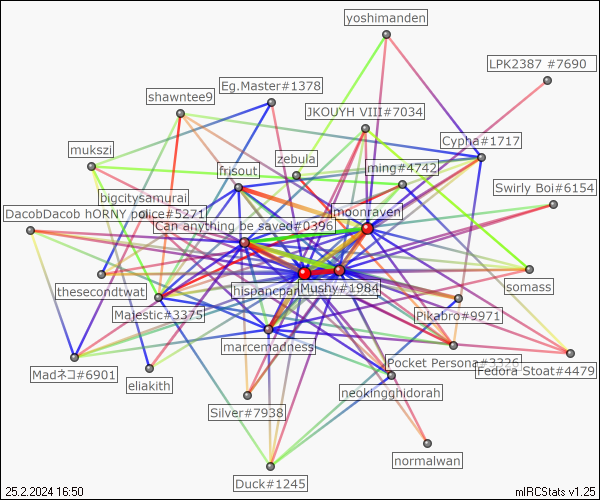 yoshimanden
LPK2387 #7690
Eg.Master#1378
shawntee9
JKOUYH VIII#7034
Cypha#1717
mukszi
zebula
ming#4742
frisout
Swirly Boi#6154
bigcitysamurai
DacobDacob hORNY police#5271
moonraven
Can anything be saved#0396
thesecondtwat
hispancpan
Mushy#1984
somass
Majestic#3375
Pikabro#9971
marcemadness
Pocket Persona#3326
Fedora Stoat#4479
Madネコ#6901
eliakith
neokingghidorah
Silver#7938
normalwan
Duck#1245
25.2.2024 16:50
mIRCStats v1.25